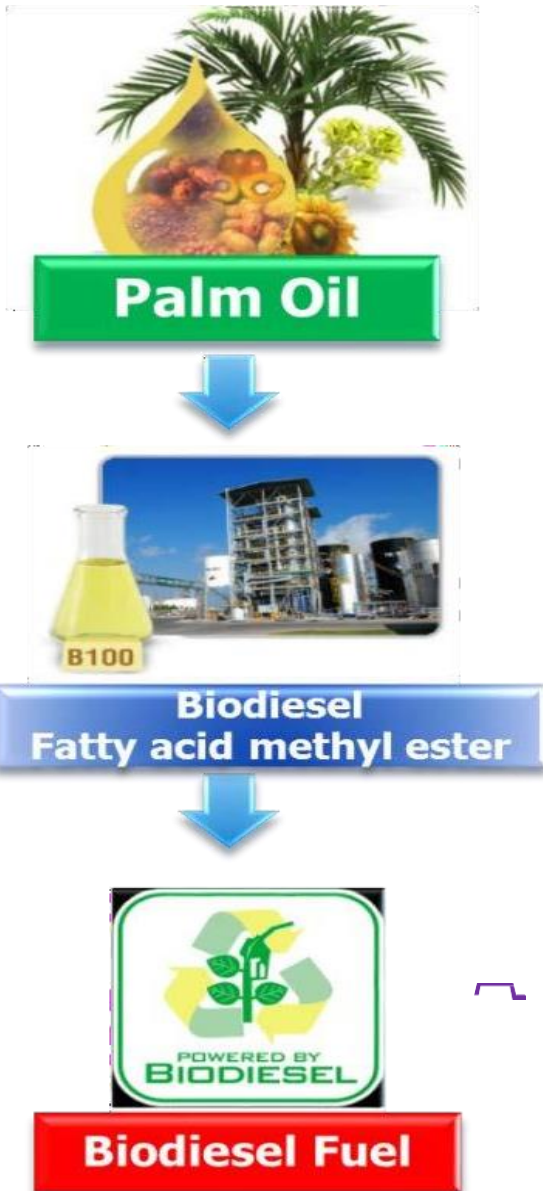 Palm Oil
B100
Biodiesel
Fatty acid methyl ester
POWERED BY
BIODIESEL
Biodiesel Fuel